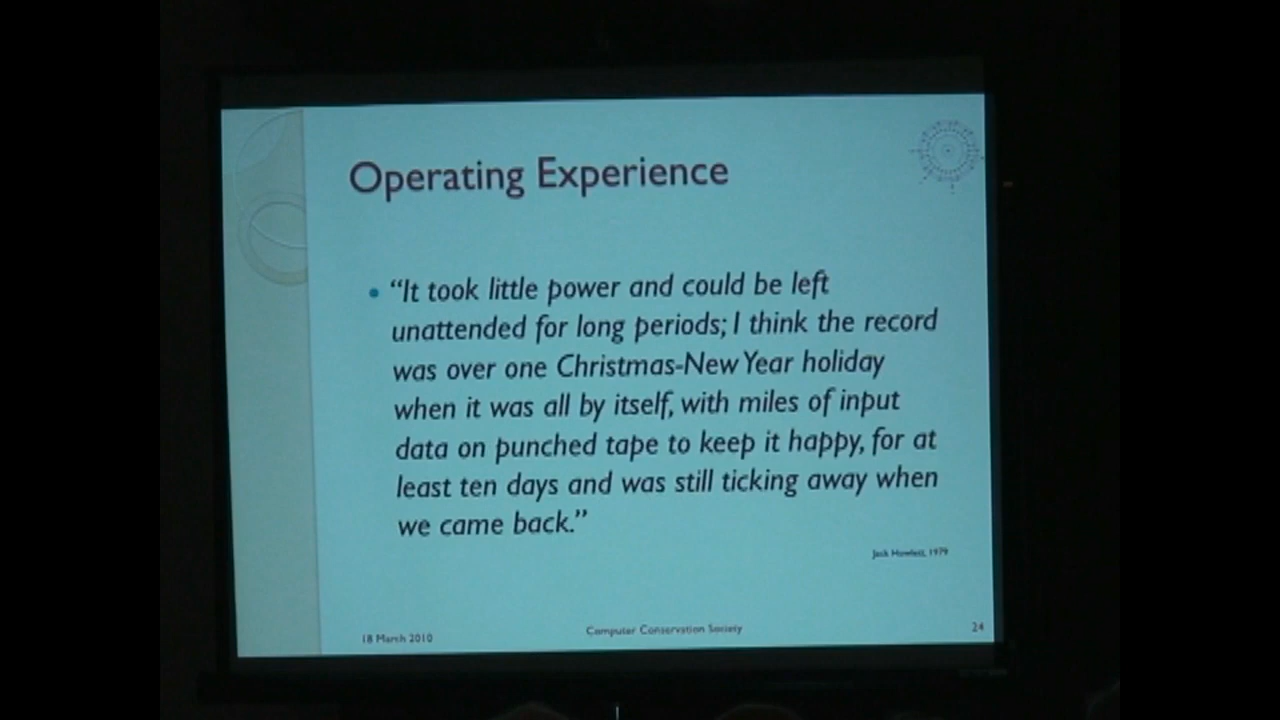 Operating Experience
• “It took little power and could be left
unattended for long periods; I think the record
was over one Christmas-New Year holiday
when it was all by itself, with miles of input
data on punched tape to keep it happy, for at
least ten days and was still ticking away when
we came back.”
Jack Howlett, 1979
18 March 2010
Computer Conservation Society
24